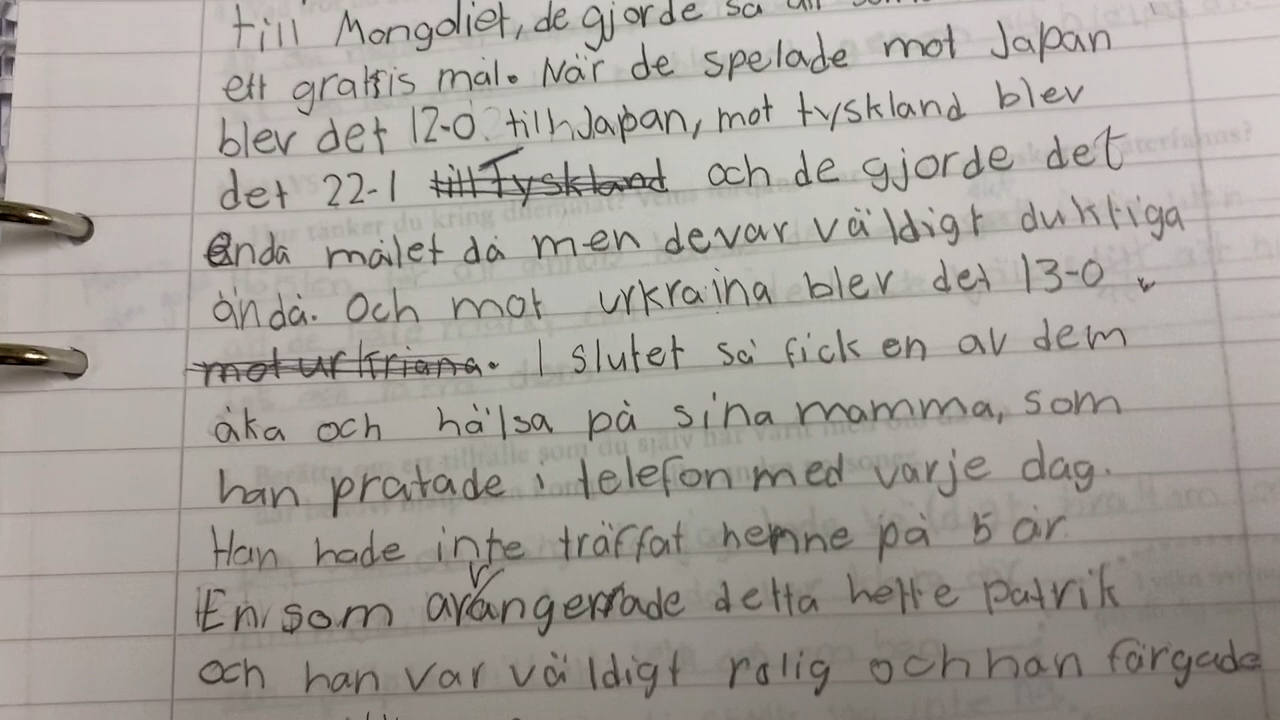 till Mongoliet, de gjorde så att
ett grattis mål. När de spelade mot Japan
blev det 12-0 till Japan, mot tyskland blev
det 22-1 till Tyskland och de gjorde det
enda målet då men de var väldigt duktiga
ändå. Och mot urkraina blev det 13-0
mot urkriana. I slutet så fick en av dem
åka och hälsa på sina mamma, som
han pratade i telefon med varje dag.
Han hade inte träffat henne på 5 år.
En som arrangerade detta hette patrik
och han var väldigt rolig och han färgade